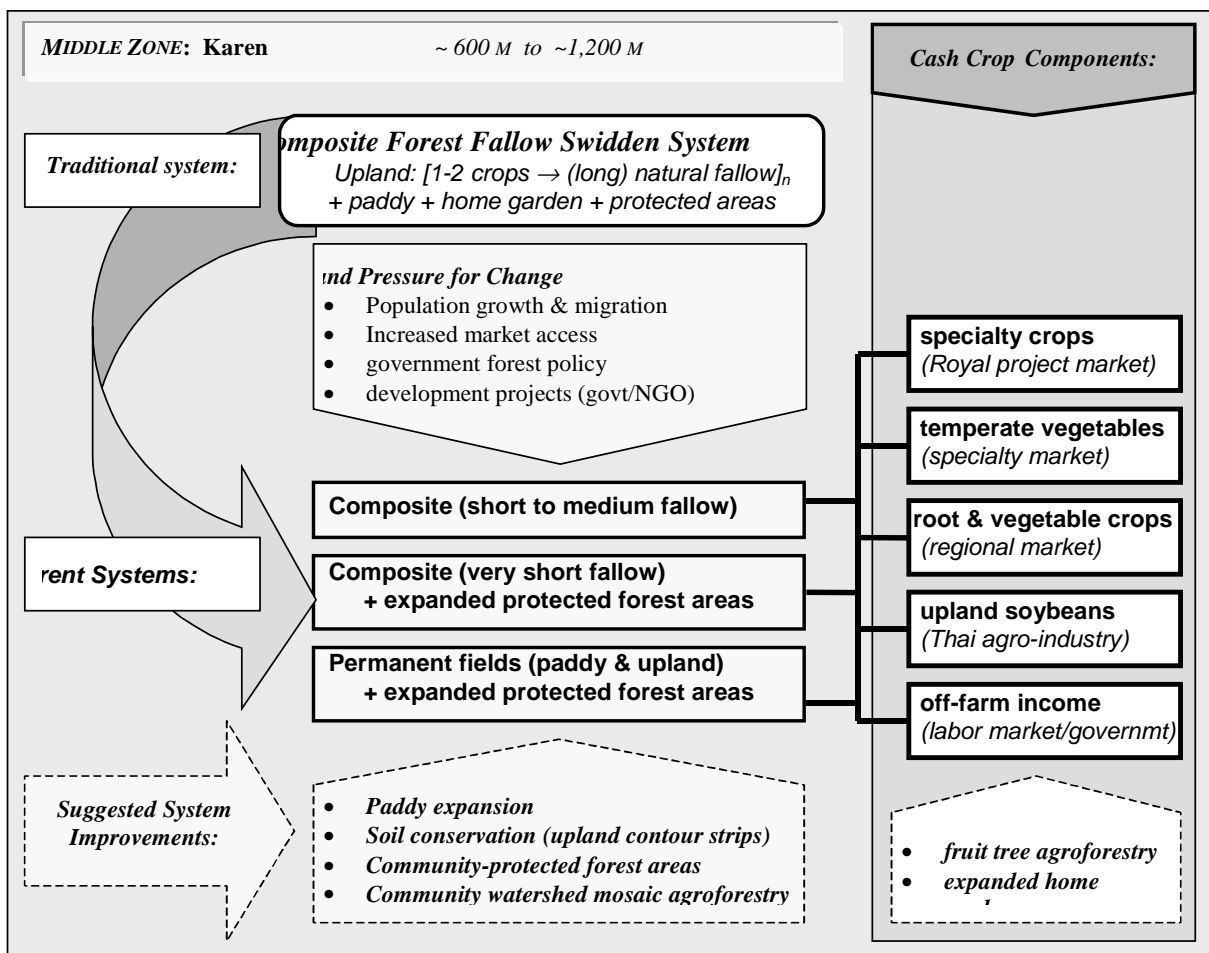 MIDDLE ZONE: Karen ~ 600 M to ~1,200 M
Cash Crop Components:
Traditional system:
omposite Forest Fallow Swidden System
Upland: [1-2 crops → (long) natural fallow]n
+ paddy + home garden + protected areas
and Pressure for Change
• Population growth & migration
• Increased market access
• government forest policy
• development projects (govt/NGO)
rent Systems:
Composite (short to medium fallow)
Composite (very short fallow)
+ expanded protected forest areas
Permanent fields (paddy & upland)
+ expanded protected forest areas
specialty crops
(Royal project market)
temperate vegetables
(specialty market)
root & vegetable crops
(regional market)
upland soybeans
(Thai agro-industry)
off-farm income
(labor market/governmt)
Suggested System
Improvements:
• Paddy expansion
• Soil conservation (upland contour strips)
• Community-protected forest areas
• Community watershed mosaic agroforestry
• fruit tree agroforestry
• expanded home